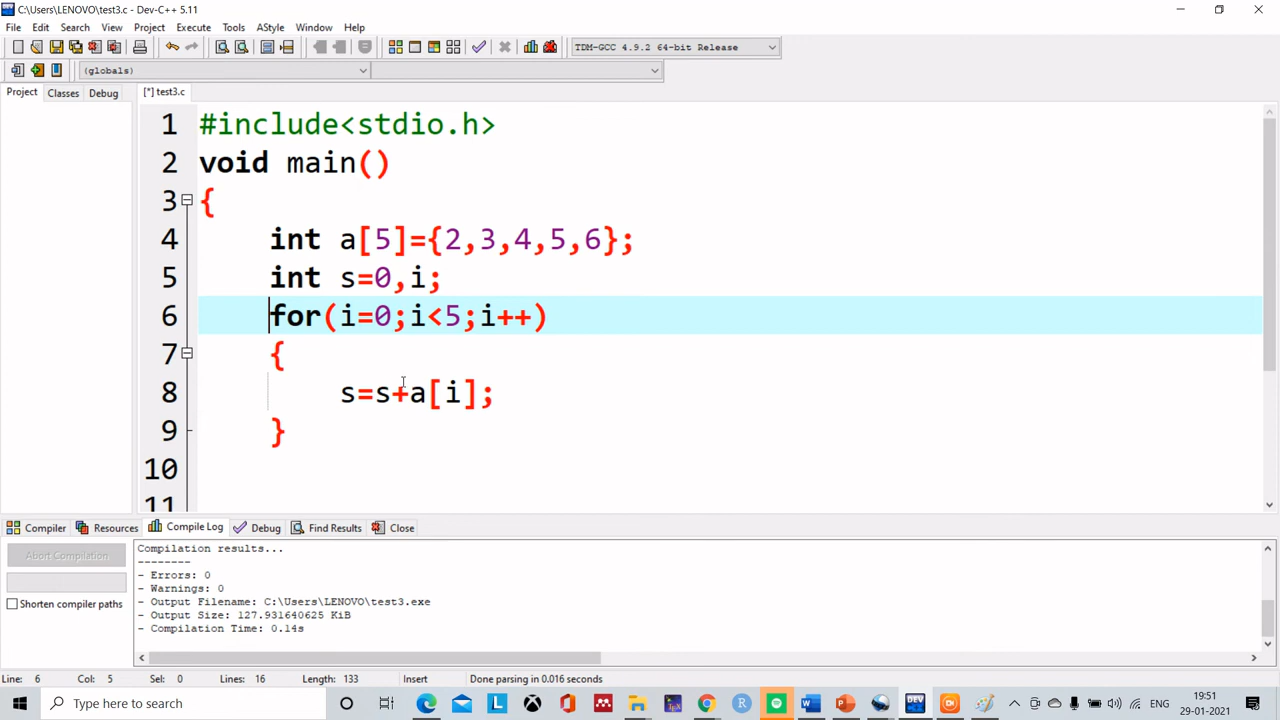 C:\Users\LENOVO\test3.c - Dev-C++ 5.11
File Edit Search View Project Execute Tools AStyle Window Help
TDM-GCC 4.9.2 64-bit Release
(globals)
Project Classes Debug [*] test3.c
1 #include<stdio.h>
2 void main()
3 {
4 int a[5]={2,3,4,5,6};
5 int s=0,i;
6 for(i=0;i<5;i++)
7 {
8 s=s+a[i];
9 }
10
11
Compiler Resources Compile Log Debug Find Results Close
Abort Compilation
Shorten compiler paths
Compilation results...
--------
- Errors: 0
- Warnings: 0
- Output Filename: C:\Users\LENOVO\test3.exe
- Output Size: 127.931640625 KiB
- Compilation Time: 0.14s
Line: 6 Col: 5 Sel: 0 Lines: 16 Length: 133 Insert Done parsing in 0.016 seconds
Type here to search
ENG
19:51
29-01-2021